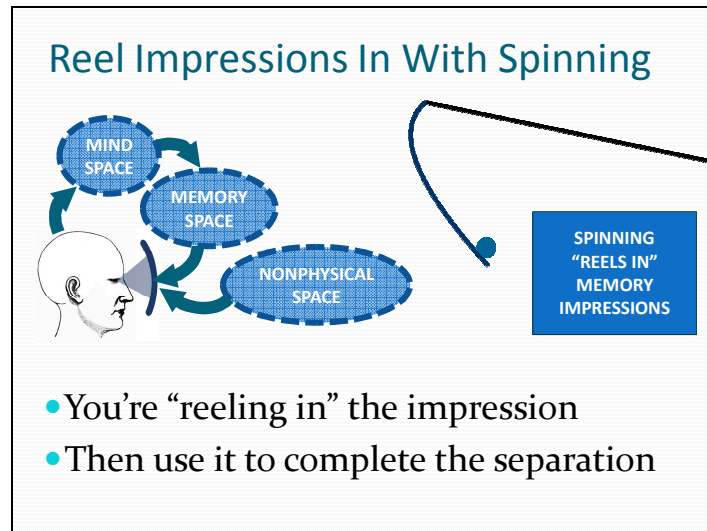 Reel Impressions In With Spinning
MIND
SPACE
MEMORY
SPACE
NONPHYSICAL
SPACE
SPINNING
“REELS IN”
MEMORY
IMPRESSIONS
You’re “reeling in” the impression
Then use it to complete the separation